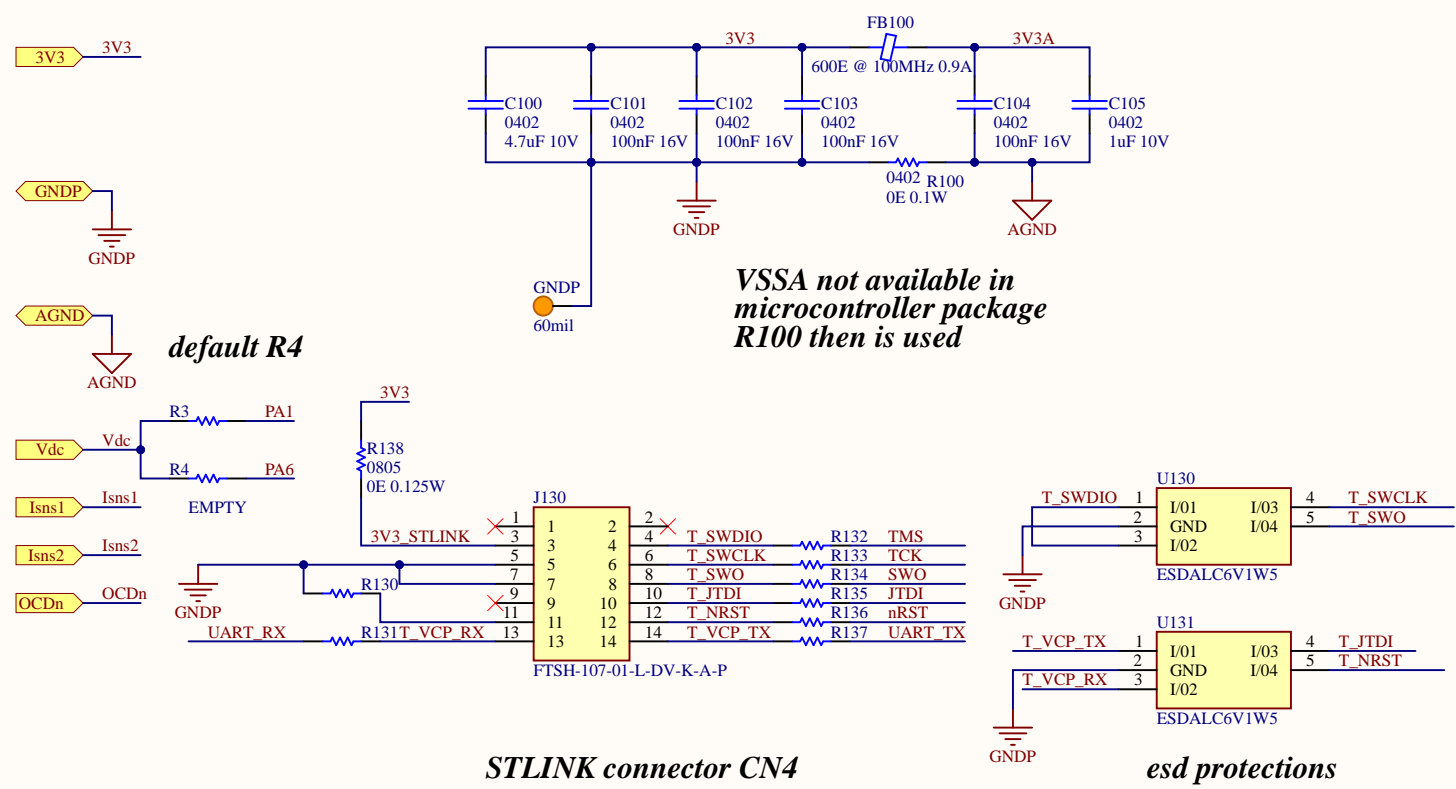 3V3
3V3
GNDP
GNDP
AGND
AGND
default R4
Vdc
Vdc
R3
PA1
R4
PA6
EMPTY
Isns1
Isns1
Isns2
Isns2
OCDn
OCDn
3V3
FB100
600E @ 100MHz 0.9A
3V3A
C100
0402
4.7uF 10V
C101
0402
100nF 16V
C102
0402
100nF 16V
C103
0402
100nF 16V
C104
0402
100nF 16V
C105
0402
1uF 10V
0402
R100
0E 0.1W
GNDP
AGND
GNDP
60mil
VSSA not available in
microcontroller package
R100 then is used
3V3
R138
0805
0E 0.125W
J130
3V3_STLINK
1 1 2 2
3 3 4 4
5 5 6 6
7 7 8 8
9 9 10 10
11 11 12 12
13 13 14 14
FTSH-107-01-L-DV-K-A-P
GNDP
R130
UART_RX
R131
T_VCP_RX
T_SWDIO R132 TMS
T_SWCLK R133 TCK
T_SWO R134 SWO
T_JTDI R135 JTDI
T_NRST R136 nRST
T_VCP_TX R137 UART_TX
STLINK connector CN4
U130
T_SWDIO 1 I/01 I/03 4 T_SWCLK
2 GND I/04 5 T_SWO
3 I/02
ESDALC6V1W5
GNDP
U131
T_VCP_TX 1 I/01 I/03 4 T_JTDI
2 GND I/04 5 T_NRST
T_VCP_RX 3 I/02
ESDALC6V1W5
GNDP
esd protections